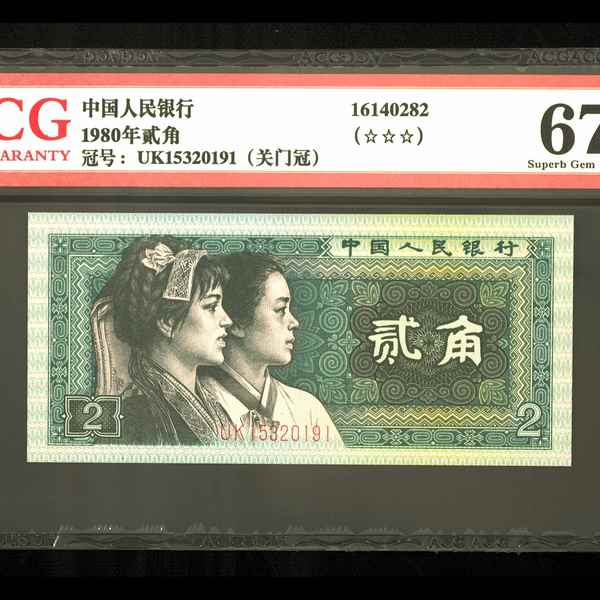 CG
中国人民银行
16140282
1980年贰角
(☆☆☆)
67
ARANTY
冠号：UK15320191（关门冠）
Superb Gem
中国人民银行
贰角
2
UK15320191
2